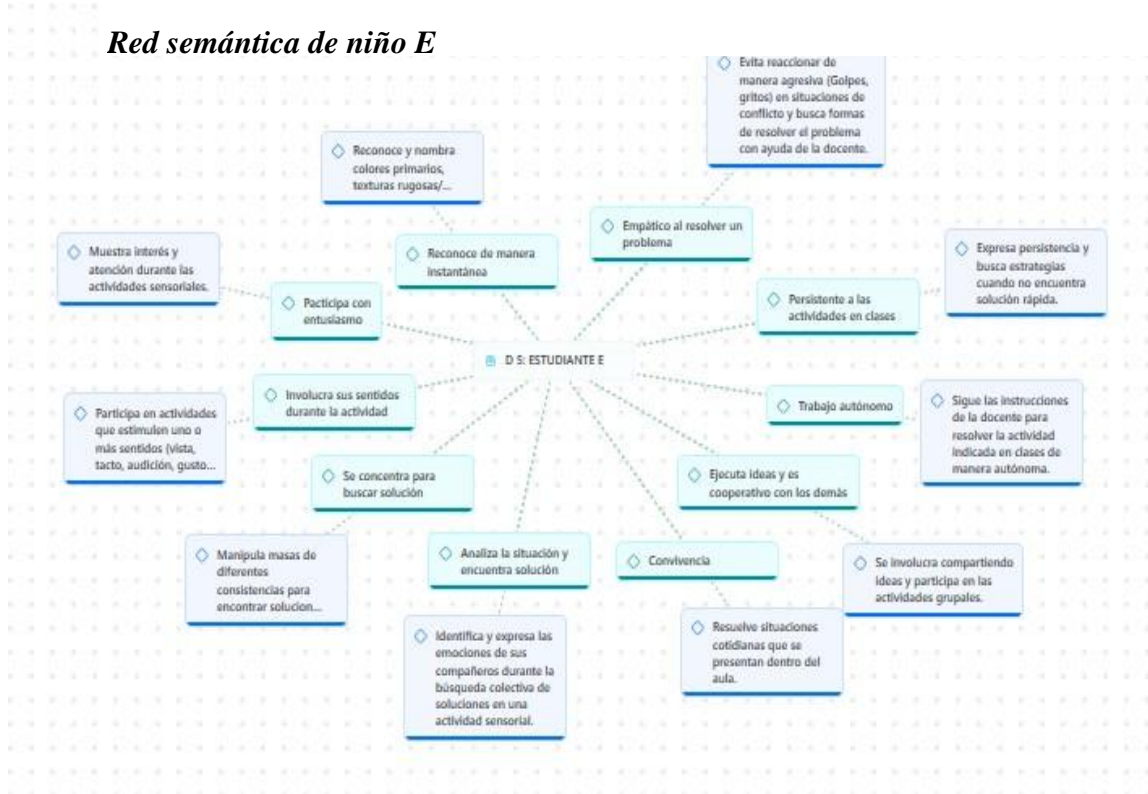 Red semántica de niño E
Evita reaccionar de
manera agresiva (Golpes,
gritos) en situaciones de
conflicto y busca formas
de resolver el problema
con ayuda de la docente.
Reconoce y nombra
colores primarios,
texturas rugosas/...
Empático al resolver un
problema
Reconoce de manera
instantánea
Muestra interés y
atención durante las
actividades sensoriales.
Expresa persistencia y
busca estrategias
cuando no encuentra
solución rápida.
Pacticipa con
entusiasmo
Persistente a las
actividades en clases
D 5: ESTUDIANTE E
Involucra sus sentidos
durante la actividad
Trabajo autónomo
Sigue las instrucciones
de la docente para
resolver la actividad
indicada en clases de
manera autónoma.
Participa en actividades
que estimulen uno o
más sentidos (vista,
tacto, audición, gusto...
Se concentra para
buscar solución
Ejecuta ideas y es
cooperativo con los demás
Manipula masas de
diferentes
consistencias para
encontrar solucion...
Analiza la situación y
encuentra solución
Convivencia
Se involucra compartiendo
ideas y participa en las
actividades grupales.
Identifica y expresa las
emociones de sus
compañeros durante la
búsqueda colectiva de
soluciones en una
actividad sensorial.
Resuelve situaciones
cotidianas que se
presentan dentro del
aula.